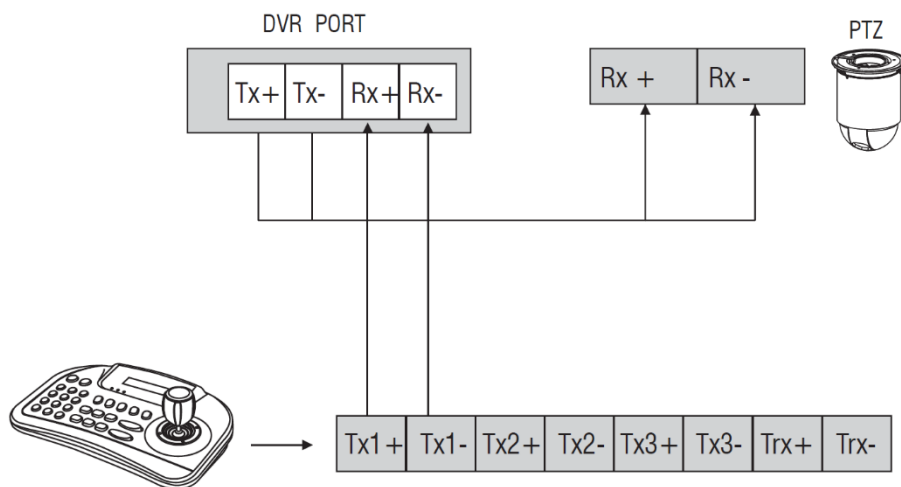 DVR PORT
PTZ
Tx+ Tx- Rx+ Rx-
Rx + Rx -
Tx1+ Tx1- Tx2+ Tx2- Tx3+ Tx3- Trx+ Trx-